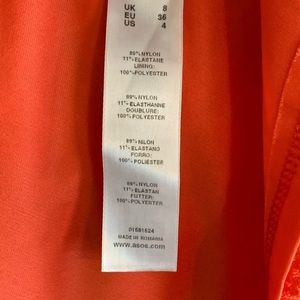 UK 8
EU 36
US 4
89%NYLON
11%ELASTANE
LINING:
100%POLYESTER
89%NYLON
11%ELASTHANNE
DOUBLURE:
100%POLYESTER
89%NILÓN
11%ELASTANO
FORRO:
100%POLIÉSTER
89%NYLON
11%ELASTAN
FUTTER:
100%POLYESTER
01581524
MADE IN ROMANIA
www.asos.com